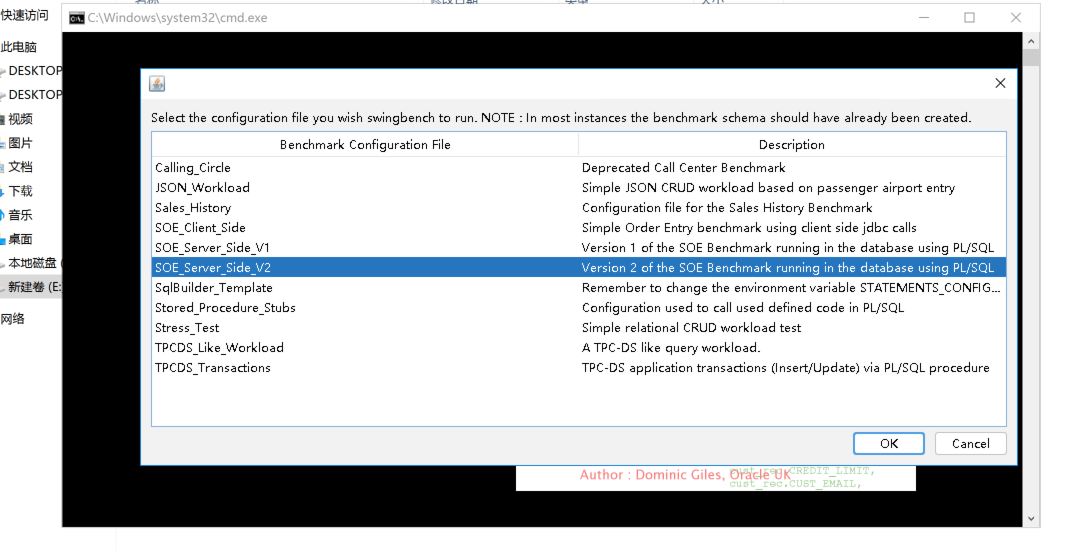 快速访问
C:\Windows\system32\cmd.exe
此电脑
DESKTOP
DESKTOP
视频
图片
文档
下载
音乐
桌面
本地磁盘 (
新建卷 (E:
网络
Select the configuration file you wish swingbench to run. NOTE : In most instances the benchmark schema should have already been created.
Benchmark Configuration File Description
Calling_Circle Deprecated Call Center Benchmark
JSON_Workload Simple JSON CRUD workload based on passenger airport entry
Sales_History Configuration file for the Sales History Benchmark
SOE_Client_Side Simple Order Entry benchmark using client side jdbc calls
SOE_Server_Side_V1 Version 1 of the SOE Benchmark running in the database using PL/SQL
SOE_Server_Side_V2 Version 2 of the SOE Benchmark running in the database using PL/SQL
SqlBuilder_Template Remember to change the environment variable STATEMENTS_CONFIG...
Stored_Procedure_Stubs Configuration used to call used defined code in PL/SQL
Stress_Test Simple relational CRUD workload test
TPCDS_Like_Workload A TPC-DS like query workload.
TPCDS_Transactions TPC-DS application transactions (Insert/Update) via PL/SQL procedure
OK Cancel
cust_rec.CREDIT_LIMIT,
Author : Dominic Giles, Oracle UK
cust_rec.CUST_EMAIL,